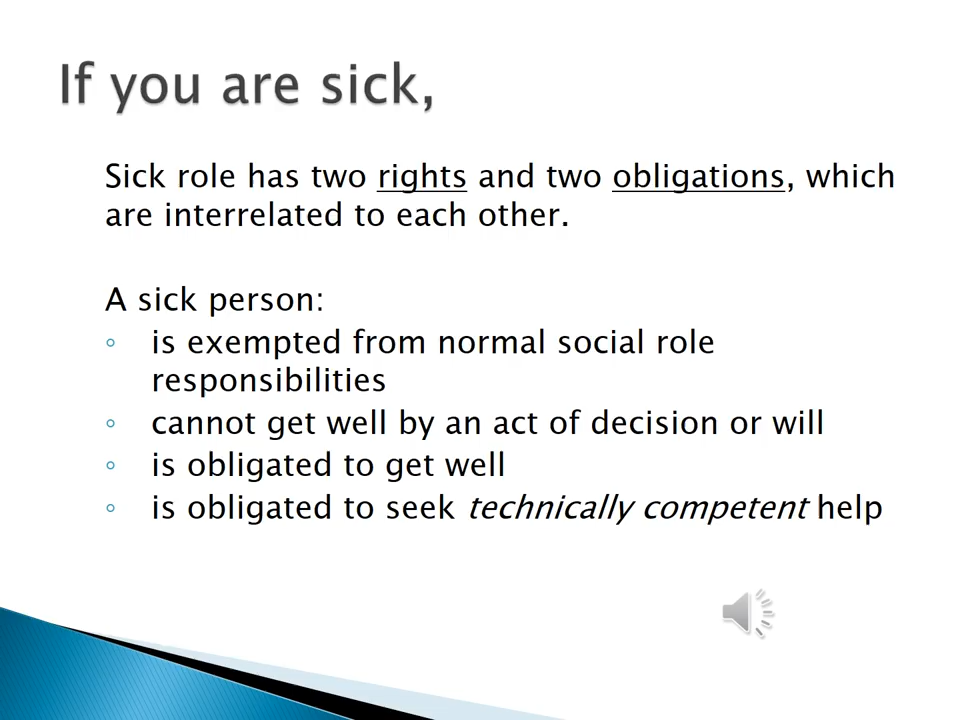 If you are sick,
Sick role has two rights and two obligations, which
are interrelated to each other.
A sick person:
◦ is exempted from normal social role
responsibilities
◦ cannot get well by an act of decision or will
◦ is obligated to get well
◦ is obligated to seek technically competent help